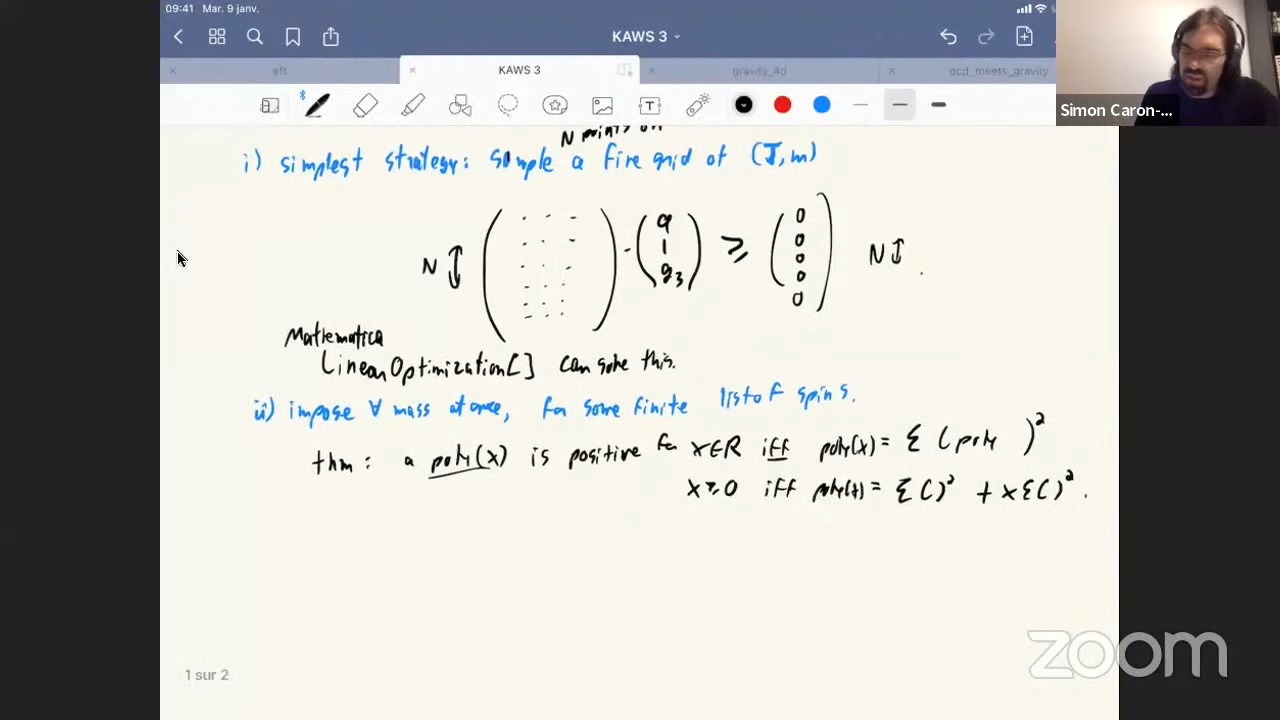 09:41 Mar. 9 janv.
KAWS 3
eft
KAWS 3
gravity_4d
qcd_meets_gravity
Simon Caron-...
N points on
i) simplest strategy: sample a fine grid of (J,m)
N ↕ ( ) · ( a 1 g₃ ) ≥ ( 0 0 0 0 0 ) N ↕
Mathematica
LinearOptimization[] can solve this.
ii) impose ∀ mass at once, for some finite list of spins.
thm: a poly(x) is positive for x∈R iff poly(x) = Σ (poly )²
x≥0 iff poly(x) = Σ ( )² + x Σ ( )².
1 sur 2
zoom